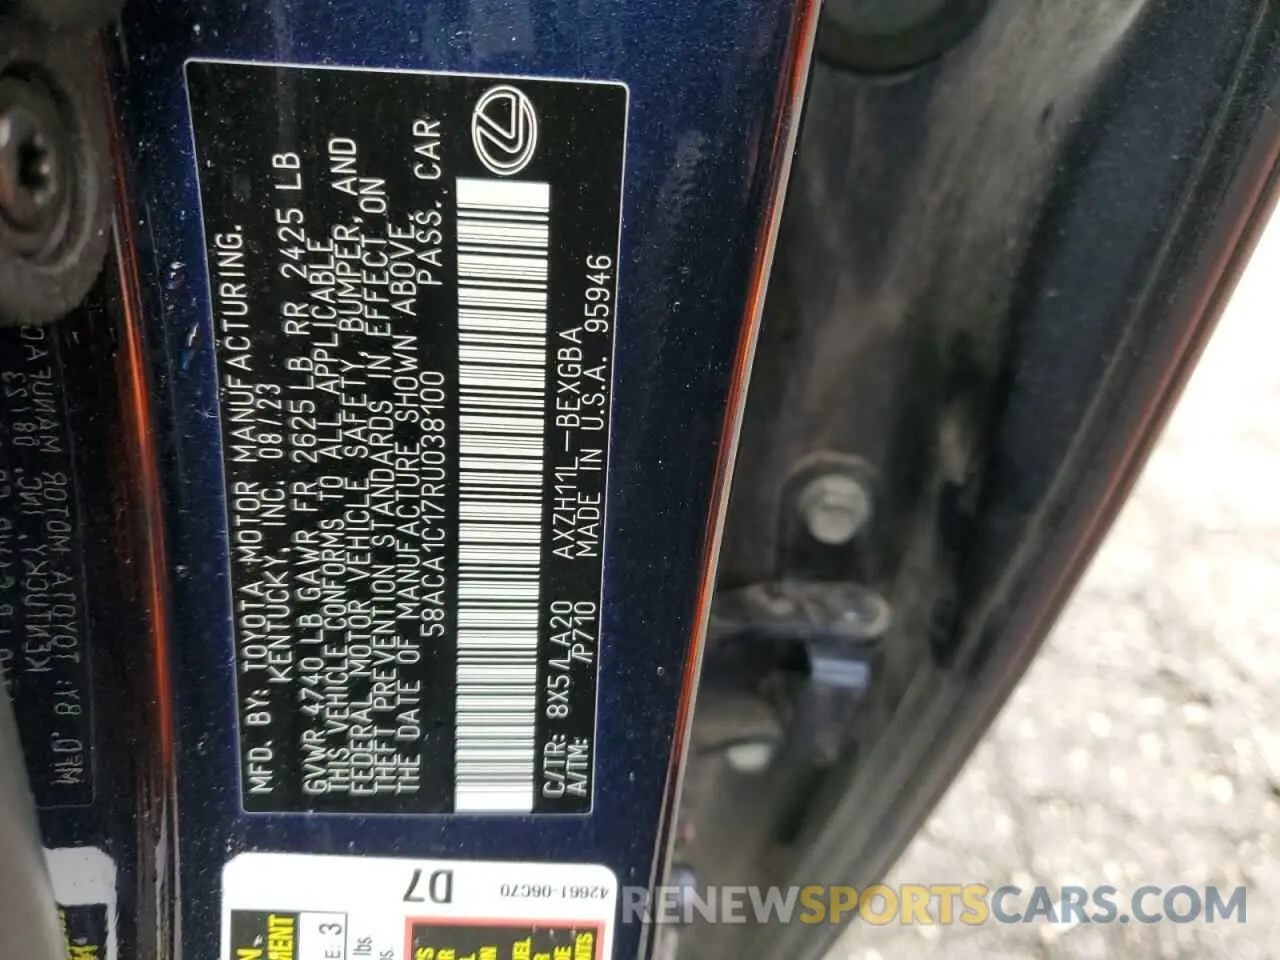 MFD. BY: TOYOTA MOTOR MANUFACTURING.
KENTUCKY, INC. 08/23
GVWR 4740 LB GAWR FR 2625 LB RR 2425 LB
THIS VEHICLE CONFORMS TO ALL APPLICABLE
FEDERAL MOTOR VEHICLE SAFETY, BUMPER, AND
THEFT PREVENTION STANDARDS IN EFFECT ON
THE DATE OF MANUFACTURE SHOWN ABOVE.
58ACA1C17RU038100 PASS. CAR
C/TR: 8X5/LA20 AXZH11L-BEXGBA
A/TM: /P710 MADE IN U.S.A. 95946
D7
42661-06C70
3
lbs
RENEWSPORTSCARS.COM